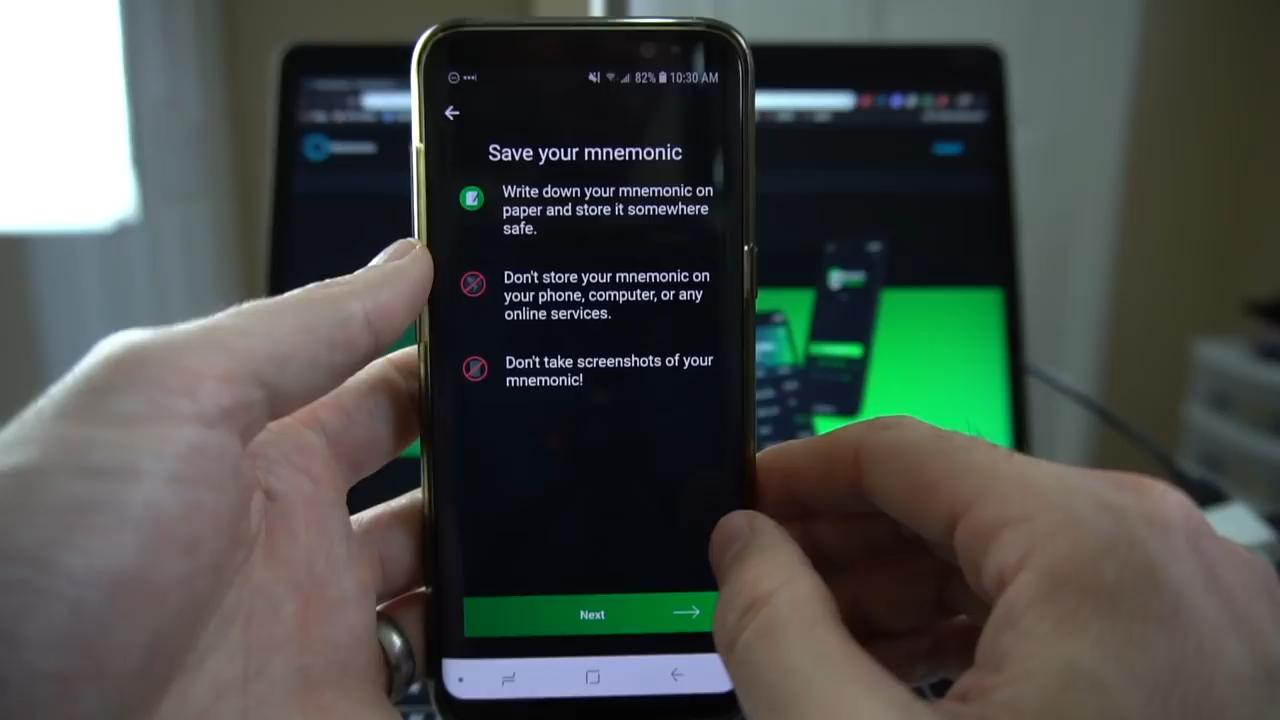 82% 10:30 AM
Save your mnemonic
Write down your mnemonic on
paper and store it somewhere
safe.
Don't store your mnemonic on
your phone, computer, or any
online services.
Don't take screenshots of your
mnemonic!
Next